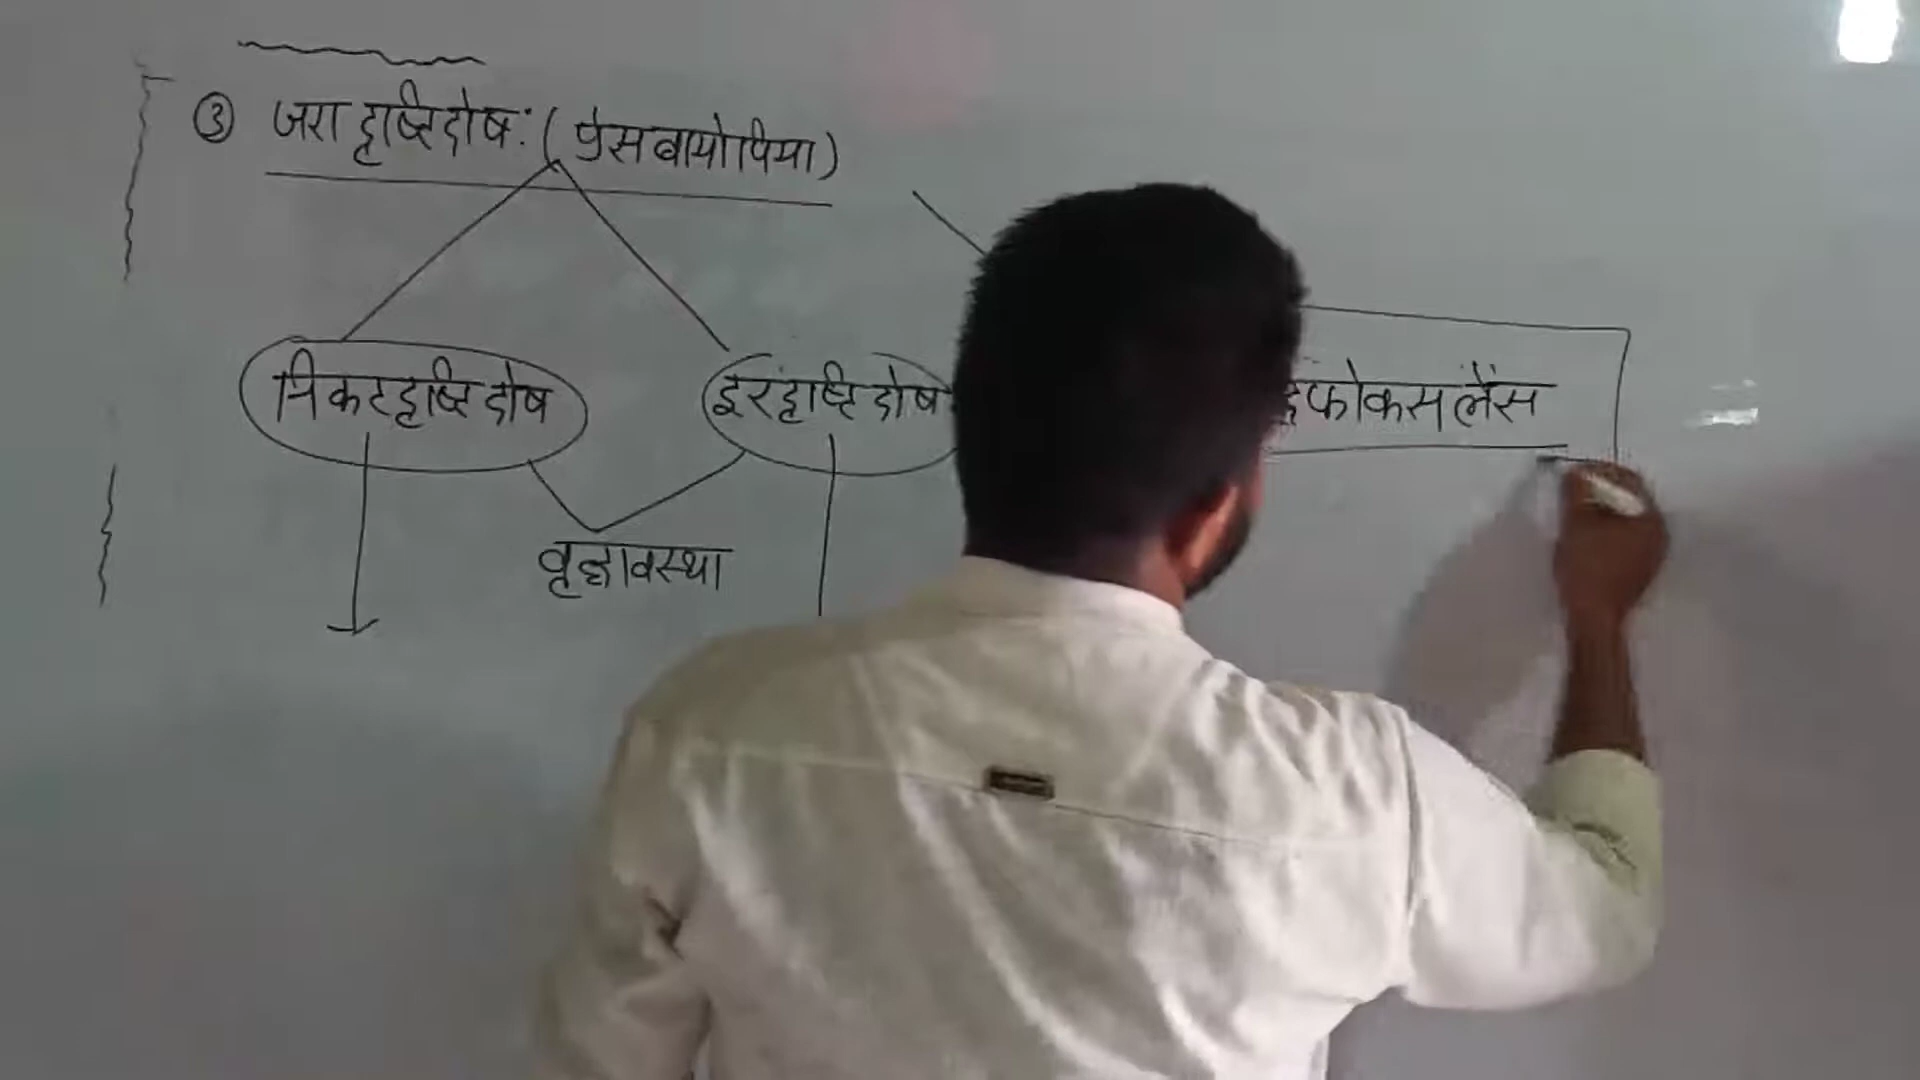 ③ जरा दृष्टि दोष: (प्रेसबायोपिया)
निकट दृष्टि दोष
दूर दृष्टि दोष
फोकस लेंस
वृद्धावस्था